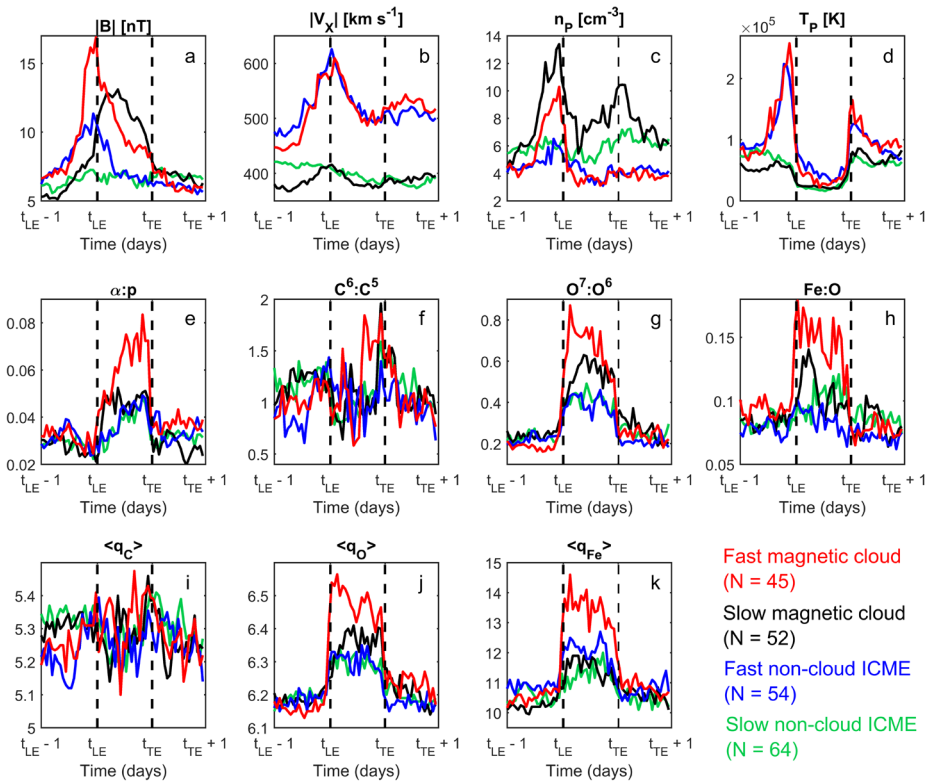 |B| [nT]
|V_X| [km s^-1]
n_P [cm^-3]
T_P [K]
a
b
c
d
×10^5
15
10
5
600
500
400
14
12
10
8
6
4
2
2
1
0
t_LE - 1 t_LE t_TE t_TE + 1
t_LE - 1 t_LE t_TE t_TE + 1
t_LE - 1 t_LE t_TE t_TE + 1
t_LE - 1 t_LE t_TE t_TE + 1
Time (days)
Time (days)
Time (days)
Time (days)
α:p
C^6:C^5
O^7:O^6
Fe:O
e
f
g
h
0.08
0.06
0.04
0.02
2
1.5
1
0.5
0.8
0.6
0.4
0.2
0.15
0.1
0.05
t_LE - 1 t_LE t_TE t_TE + 1
t_LE - 1 t_LE t_TE t_TE + 1
t_LE - 1 t_LE t_TE t_TE + 1
t_LE - 1 t_LE t_TE t_TE + 1
Time (days)
Time (days)
Time (days)
Time (days)
<q_C>
<q_O>
<q_Fe>
i
j
k
5.4
5.3
5.2
5.1
5
6.5
6.4
6.3
6.2
6.1
15
14
13
12
11
10
t_LE - 1 t_LE t_TE t_TE + 1
t_LE - 1 t_LE t_TE t_TE + 1
t_LE - 1 t_LE t_TE t_TE + 1
Time (days)
Time (days)
Time (days)
Fast magnetic cloud
(N = 45)
Slow magnetic cloud
(N = 52)
Fast non-cloud ICME
(N = 54)
Slow non-cloud ICME
(N = 64)